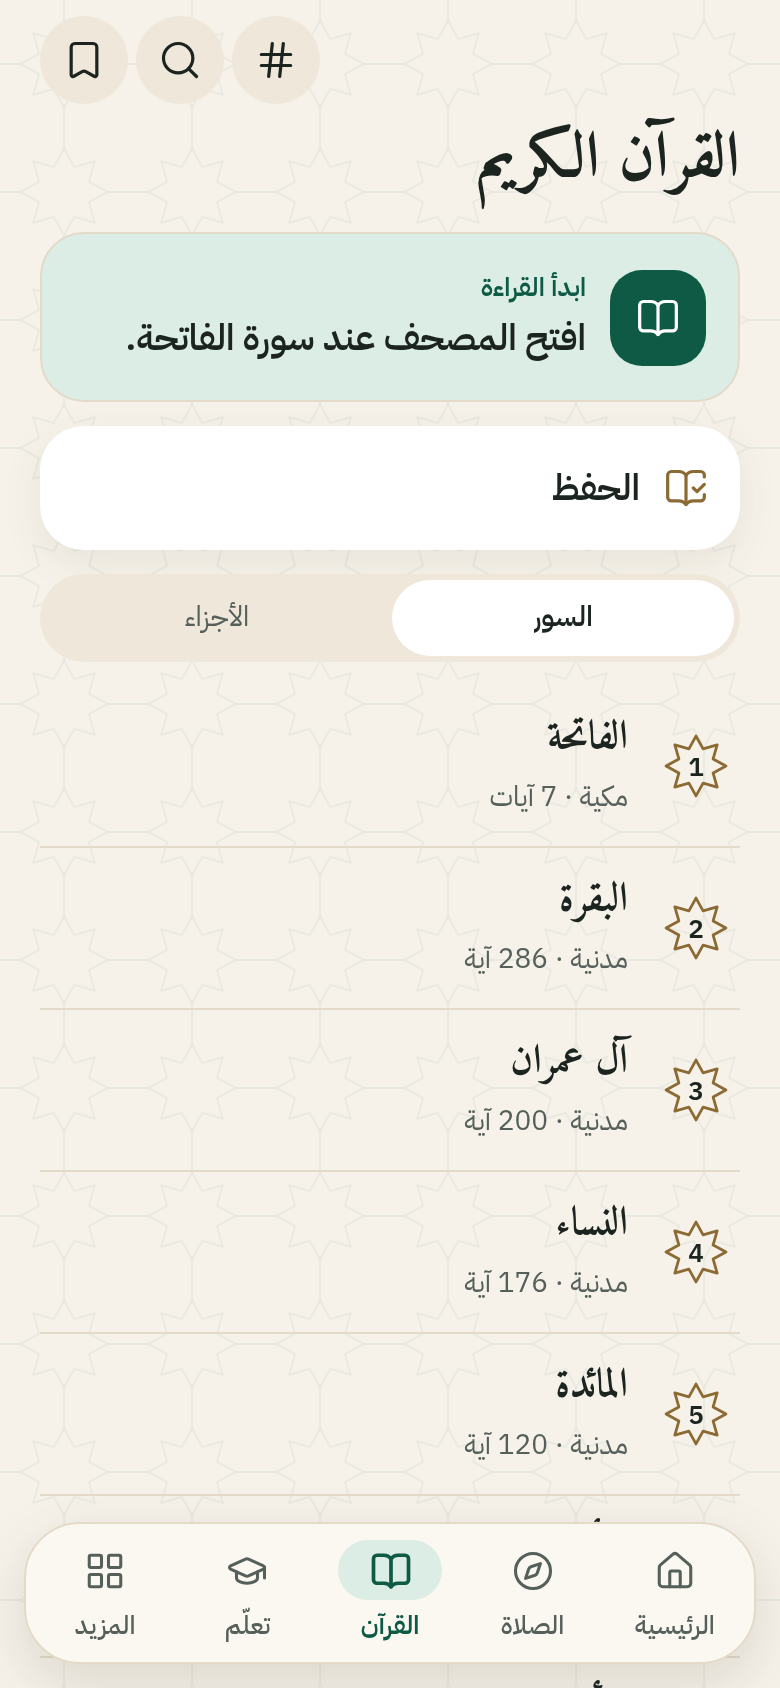 القرآن الكريم
ابدأ القراءة
افتح المصحف عند سورة الفاتحة.
الحفظ
السور
الأجزاء
الفاتحة
1
مكية · 7 آيات
البقرة
2
مدنية · 286 آية
آل عمران
3
مدنية · 200 آية
النساء
4
مدنية · 176 آية
المائدة
5
مدنية · 120 آية
الرئيسية
الصلاة
القرآن
تعلّم
المزيد